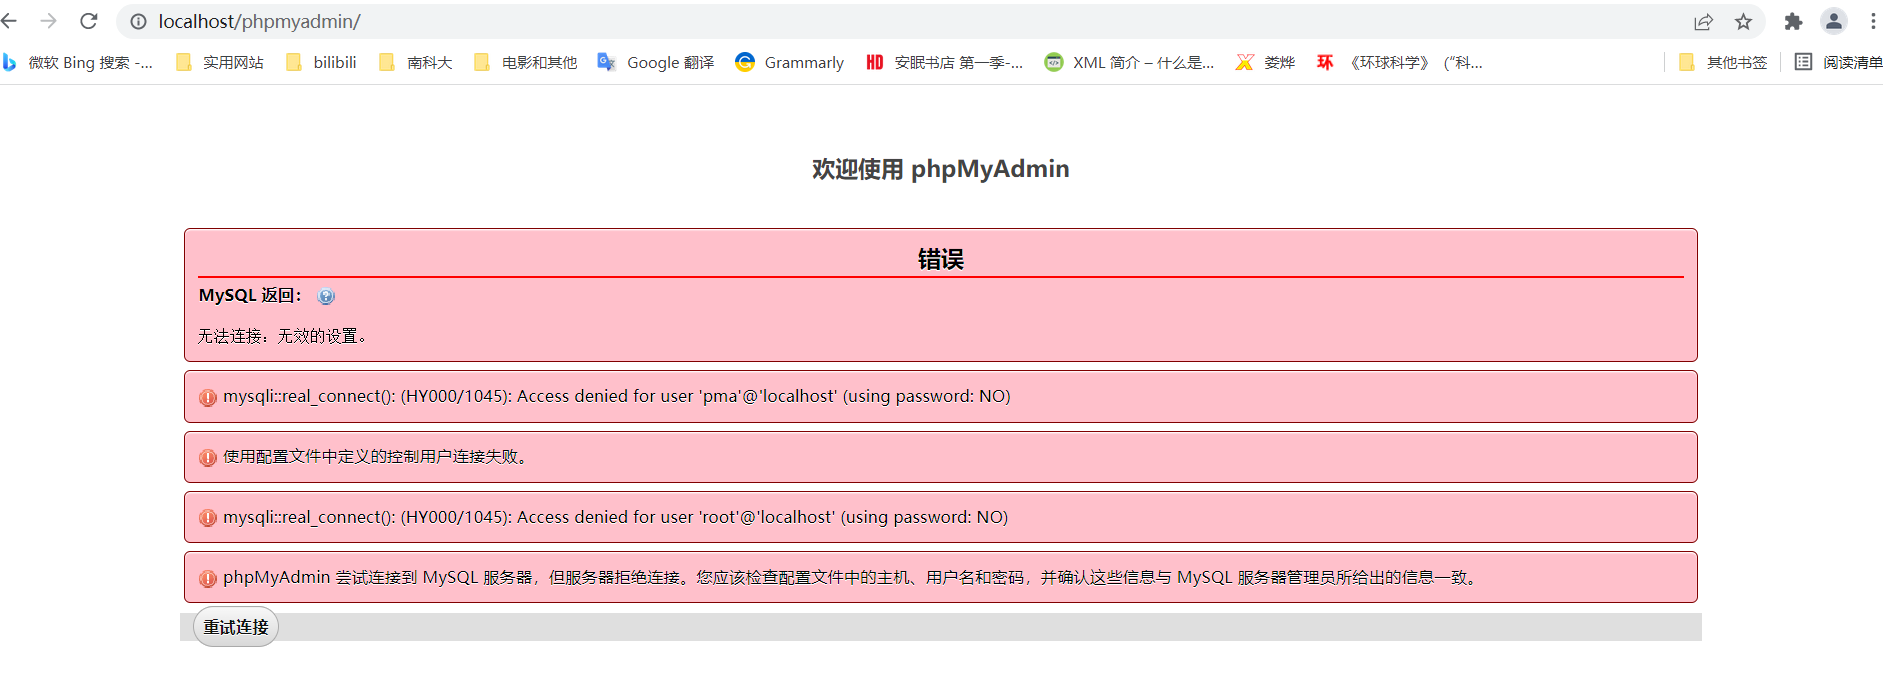 localhost/phpmyadmin/
微软 Bing 搜索 -... 实用网站 bilibili 南科大 电影和其他 Google 翻译 Grammarly HD 安眠书店 第一季-... XML 简介 – 什么是... 娄烨 环 《环球科学》（“科... 其他书签 阅读清单
欢迎使用 phpMyAdmin
错误
MySQL 返回：
无法连接：无效的设置。
mysqli::real_connect(): (HY000/1045): Access denied for user 'pma'@'localhost' (using password: NO)
使用配置文件中定义的控制用户连接失败。
mysqli::real_connect(): (HY000/1045): Access denied for user 'root'@'localhost' (using password: NO)
phpMyAdmin 尝试连接到 MySQL 服务器，但服务器拒绝连接。您应该检查配置文件中的主机、用户名和密码，并确认这些信息与 MySQL 服务器管理员所给出的信息一致。
重试连接